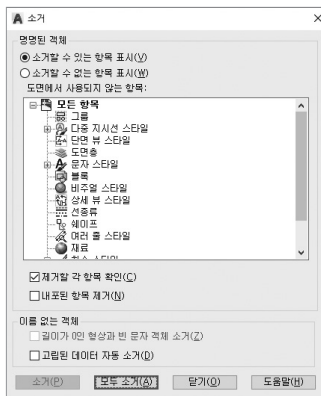 소거
명명된 객체
소거할 수 있는 항목 표시(V)
소거할 수 없는 항목 표시(W)
도면에서 사용되지 않는 항목:
모든 항목
그룹
다중 지시선 스타일
단면 뷰 스타일
도면층
문자 스타일
블록
비주얼 스타일
상세 뷰 스타일
선종류
쉐이프
여러 줄 스타일
재료
제거할 각 항목 확인(C)
내포된 항목 제거(N)
이름 없는 객체
길이가 0인 형상과 빈 문자 객체 소거(Z)
고립된 데이터 자동 소거(D)
소거(P) 모두 소거(A) 닫기(O) 도움말(H)